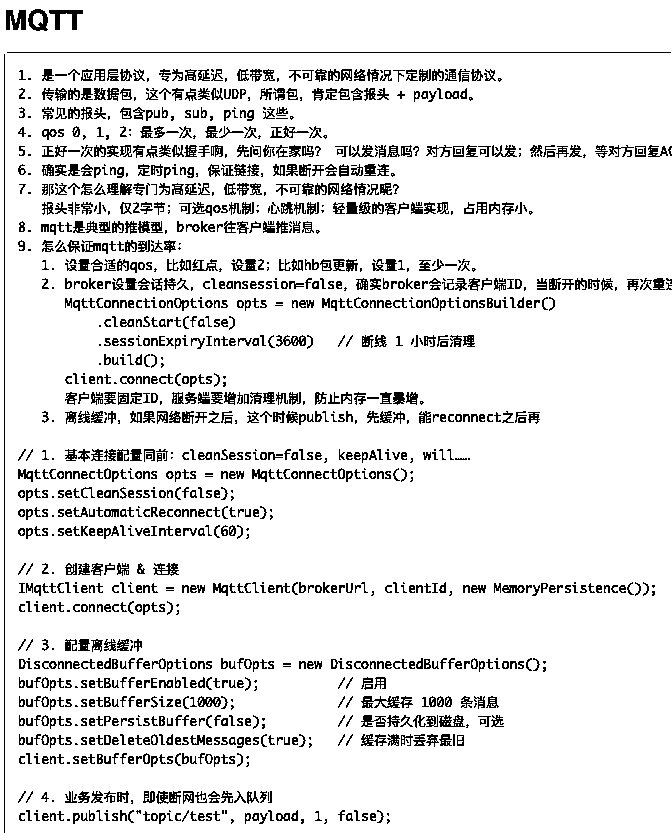 MQTT
1. 是一个应用层协议，专为高延迟，低带宽，不可靠的网络情况下定制的通信协议。
2. 传输的是数据包，这个有点类似UDP，所谓包，肯定包含报头 + payload。
3. 常见的报头，包含pub, sub, ping 这些。
4. qos 0, 1, 2: 最多一次，最少一次，正好一次。
5. 正好一次的实现有点类似握手啊，先问你在家吗？ 可以发消息吗？对方回复可以发；然后再发，等对方回复AC
6. 确实是会ping，定时ping，保证链接，如果断开会自动重连。
7. 那这个怎么理解专门为高延迟，低带宽，不可靠的网络情况呢？
报头非常小，仅2字节；可选qos机制；心跳机制；轻量级的客户端实现，占用内存小。
8. mqtt是典型的推模型，broker往客户端推消息。
9. 怎么保证mqtt的到达率：
1. 设置合适的qos，比如红点，设置2；比如hb包更新，设置1，至少一次。
2. broker设置会话持久，cleansession=false，确实broker会记录客户端ID，当断开的时候，再次重连
MqttConnectionOptions opts = new MqttConnectionOptionsBuilder()
.cleanStart(false)
.sessionExpiryInterval(3600) // 断线 1 小时后清理
.build();
client.connect(opts);
客户端要固定ID，服务端要增加清理机制，防止内存一直暴增。
3. 离线缓冲，如果网络断开之后，这个时候publish，先缓冲，能reconnect之后再
// 1. 基本连接配置同前：cleanSession=false, keepAlive, will……
MqttConnectOptions opts = new MqttConnectOptions();
opts.setCleanSession(false);
opts.setAutomaticReconnect(true);
opts.setKeepAliveInterval(60);
// 2. 创建客户端 & 连接
IMqttClient client = new MqttClient(brokerUrl, clientId, new MemoryPersistence());
client.connect(opts);
// 3. 配置离线缓冲
DisconnectedBufferOptions bufOpts = new DisconnectedBufferOptions();
bufOpts.setBufferEnabled(true); // 启用
bufOpts.setBufferSize(1000); // 最大缓存 1000 条消息
bufOpts.setPersistBuffer(false); // 是否持久化到磁盘，可选
bufOpts.setDeleteOldestMessages(true); // 缓存满时丢弃最旧
client.setBufferOpts(bufOpts);
// 4. 业务发布时，即使断网也会先入队列
client.publish("topic/test", payload, 1, false);